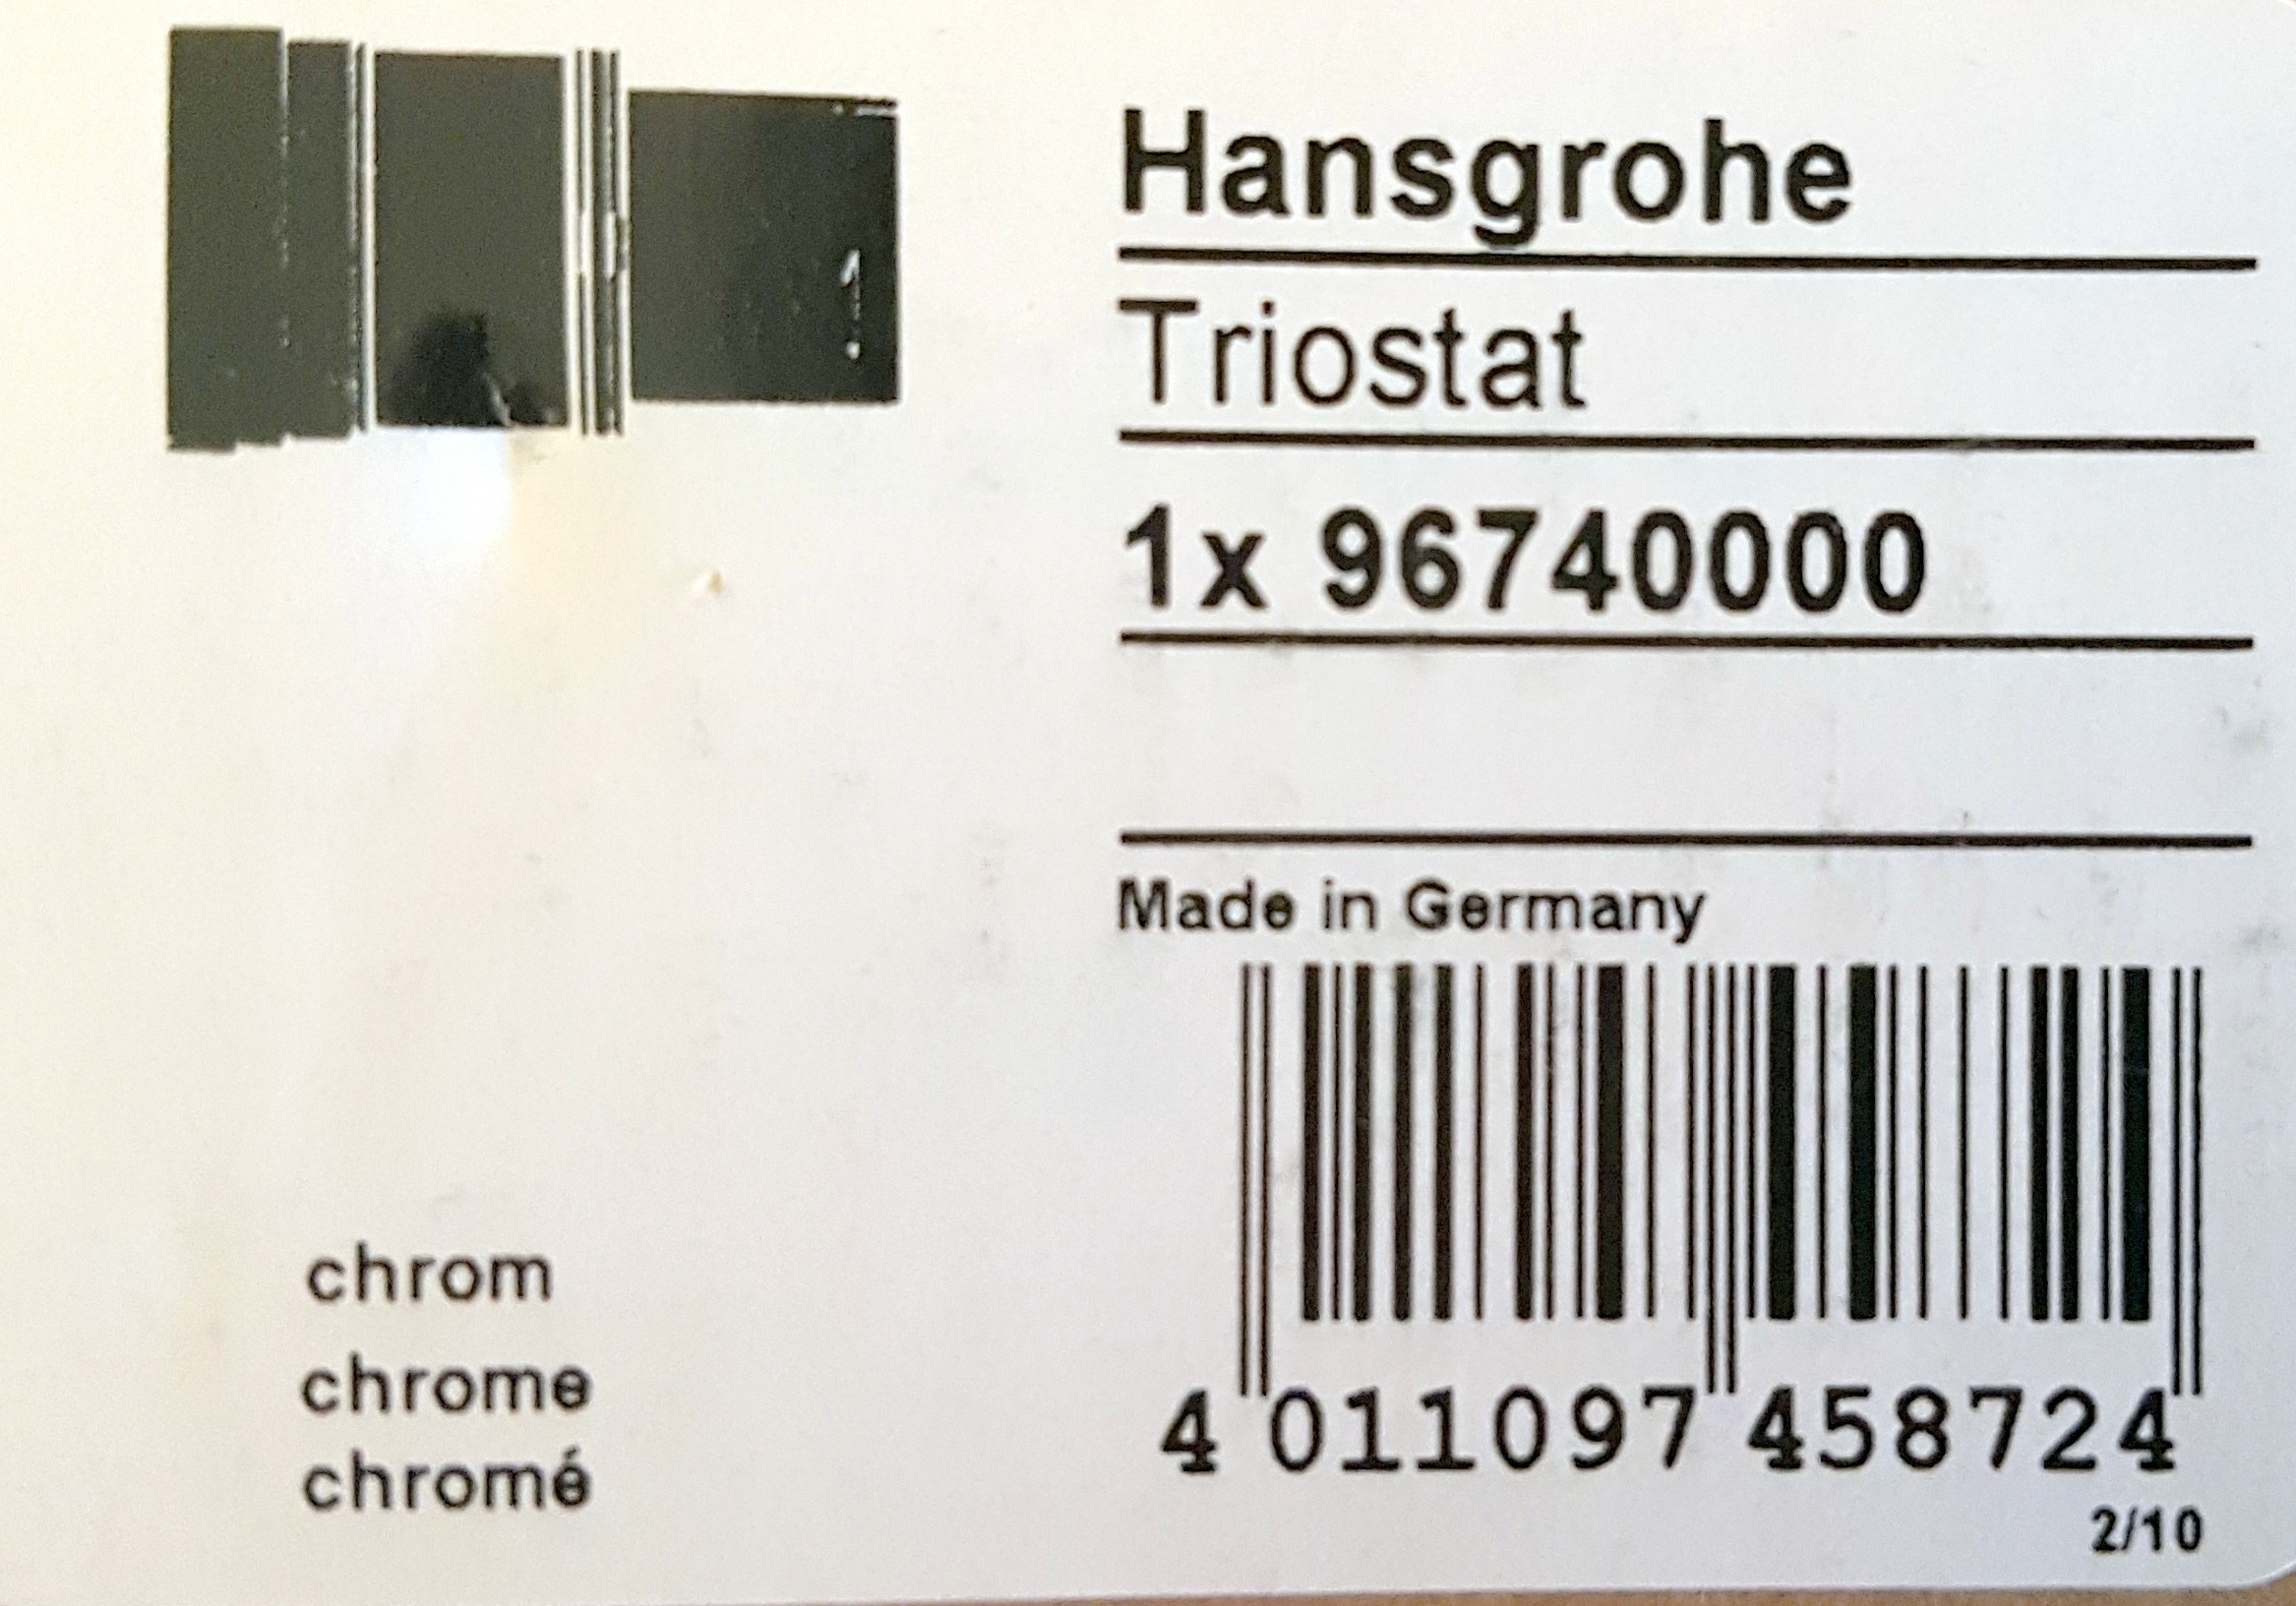 Hansgrohe
Triostat
1x 96740000
Made in Germany
4 011097 458724
2/10
chrom
chrome
chromé